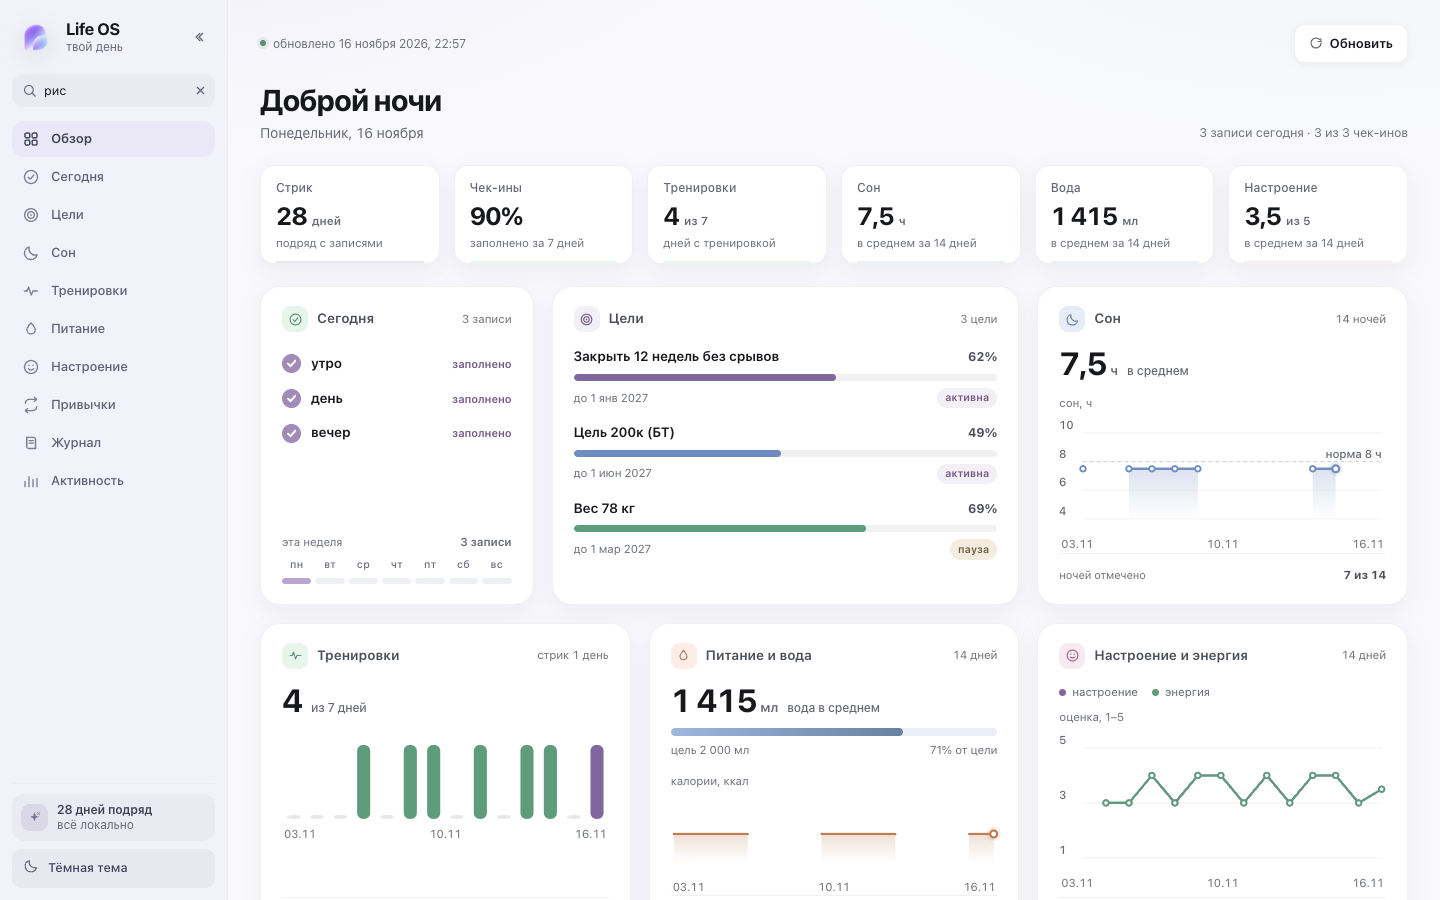 Life OS
твой день
рис
Обзор
Сегодня
Цели
Сон
Тренировки
Питание
Настроение
Привычки
Журнал
Активность
28 дней подряд
всё локально
Тёмная тема
обновлено 16 ноября 2026, 22:57
Обновить
Доброй ночи
Понедельник, 16 ноября
3 записи сегодня · 3 из 3 чек-инов
Стрик
28 дней
подряд с записями
Чек-ины
90%
заполнено за 7 дней
Тренировки
4 из 7
дней с тренировкой
Сон
7,5 ч
в среднем за 14 дней
Вода
1 415 мл
в среднем за 14 дней
Настроение
3,5 из 5
в среднем за 14 дней
Сегодня
3 записи
утро
заполнено
день
заполнено
вечер
заполнено
эта неделя
3 записи
пн вт ср чт пт сб вс
Цели
3 цели
Закрыть 12 недель без срывов
62%
до 1 янв 2027
активна
Цель 200к (БТ)
49%
до 1 июн 2027
активна
Вес 78 кг
69%
до 1 мар 2027
пауза
Сон
14 ночей
7,5 ч в среднем
сон, ч
10
8
норма 8 ч
6
4
03.11 10.11 16.11
ночей отмечено
7 из 14
Тренировки
стрик 1 день
4 из 7 дней
03.11 10.11 16.11
Питание и вода
14 дней
1 415 мл вода в среднем
цель 2 000 мл
71% от цели
калории, ккал
03.11 10.11 16.11
Настроение и энергия
14 дней
настроение энергия
оценка, 1–5
5
3
1
03.11 10.11 16.11